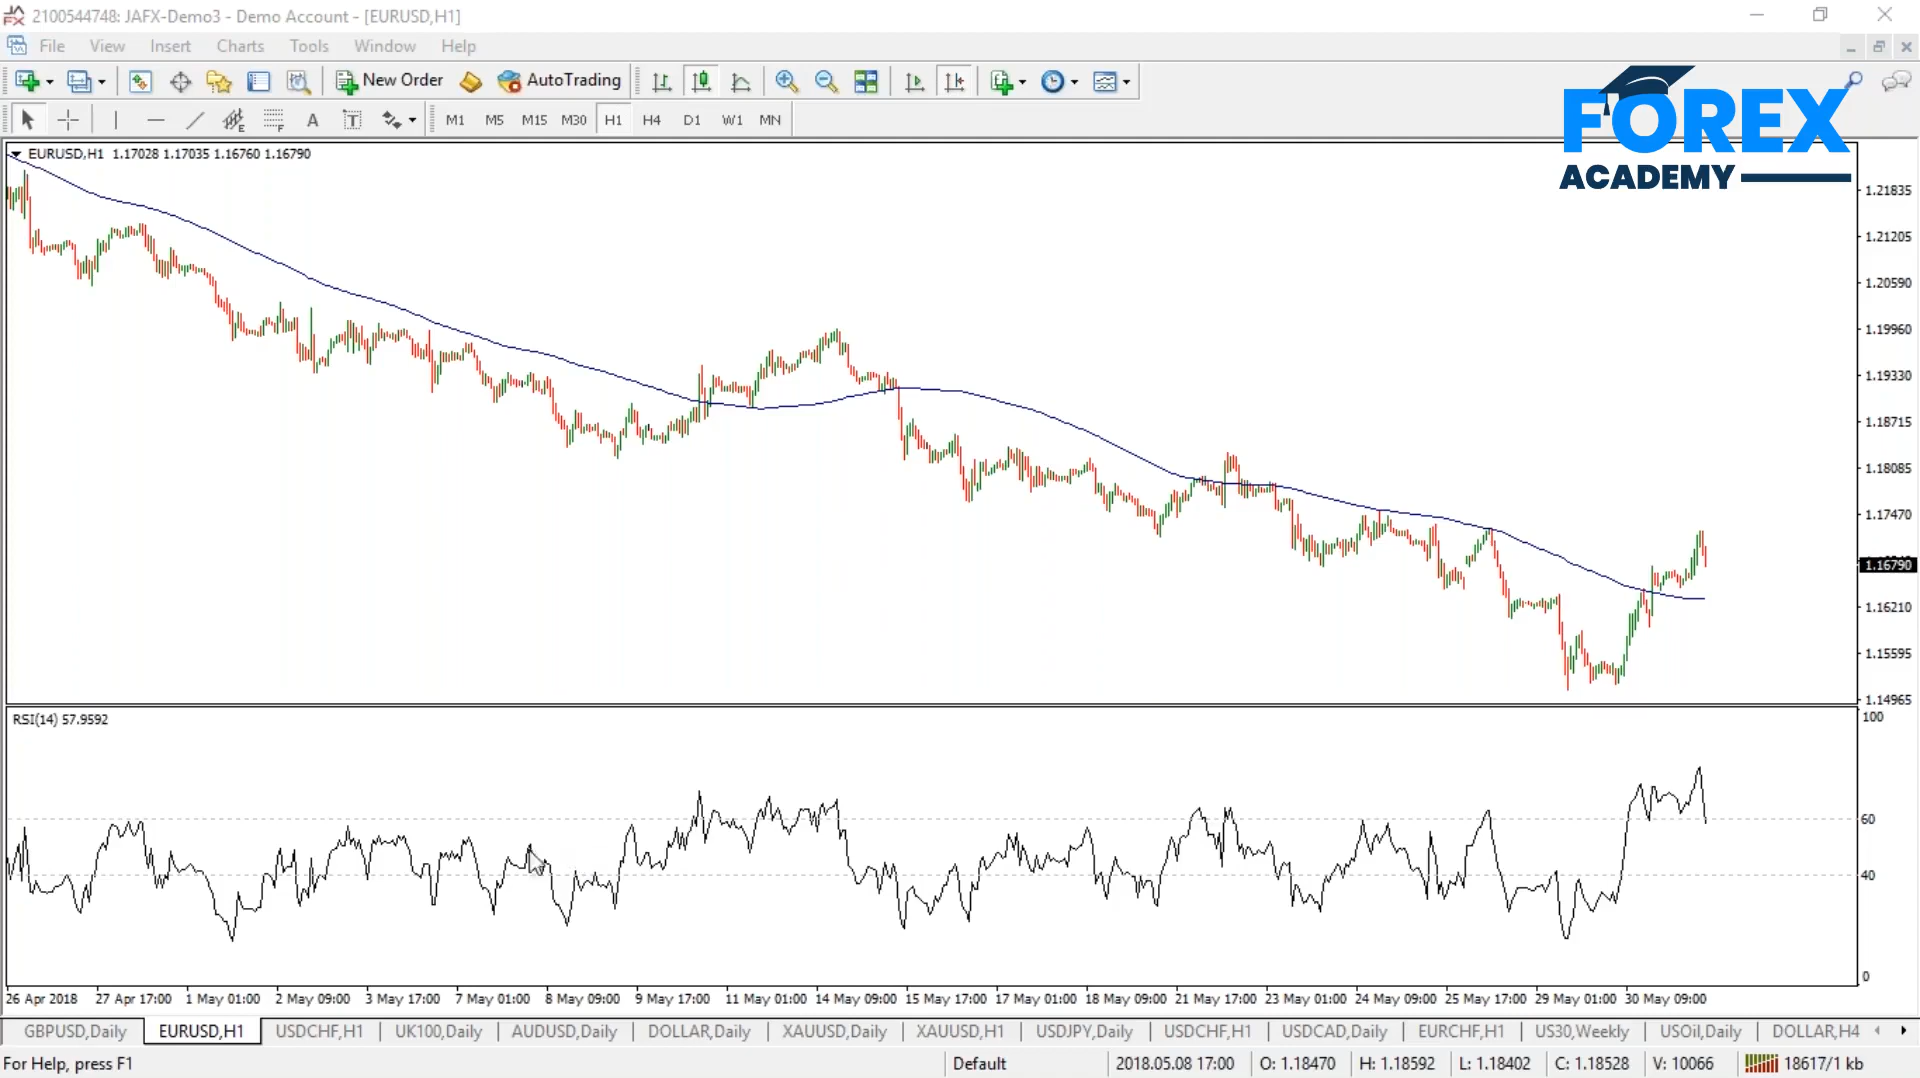 2100544748: JAFX-Demo3 - Demo Account - [EURUSD,H1]
File View Insert Charts Tools Window Help
New Order AutoTrading
A T M1 M5 M15 M30 H1 H4 D1 W1 MN
FOREX
ACADEMY
EURUSD,H1 1.17028 1.17035 1.16760 1.16790
1.21835
1.21205
1.20590
1.19960
1.19330
1.18715
1.18085
1.17470
1.16790
1.16210
1.15595
1.14965
RSI(14) 57.9592
100
60
40
0
26 Apr 2018 27 Apr 17:00 1 May 01:00 2 May 09:00 3 May 17:00 7 May 01:00 8 May 09:00 9 May 17:00 11 May 01:00 14 May 09:00 15 May 17:00 17 May 01:00 18 May 09:00 21 May 17:00 23 May 01:00 24 May 09:00 25 May 17:00 29 May 01:00 30 May 09:00
GBPUSD,Daily EURUSD,H1 USDCHF,H1 UK100,Daily AUDUSD,Daily DOLLAR,Daily XAUUSD,Daily XAUUSD,H1 USDJPY,Daily USDCHF,H1 USDCAD,Daily EURCHF,H1 US30,Weekly USOil,Daily DOLLAR,H4
For Help, press F1 Default 2018.05.08 17:00 O: 1.18470 H: 1.18592 L: 1.18402 C: 1.18528 V: 10066 18617/1 kb